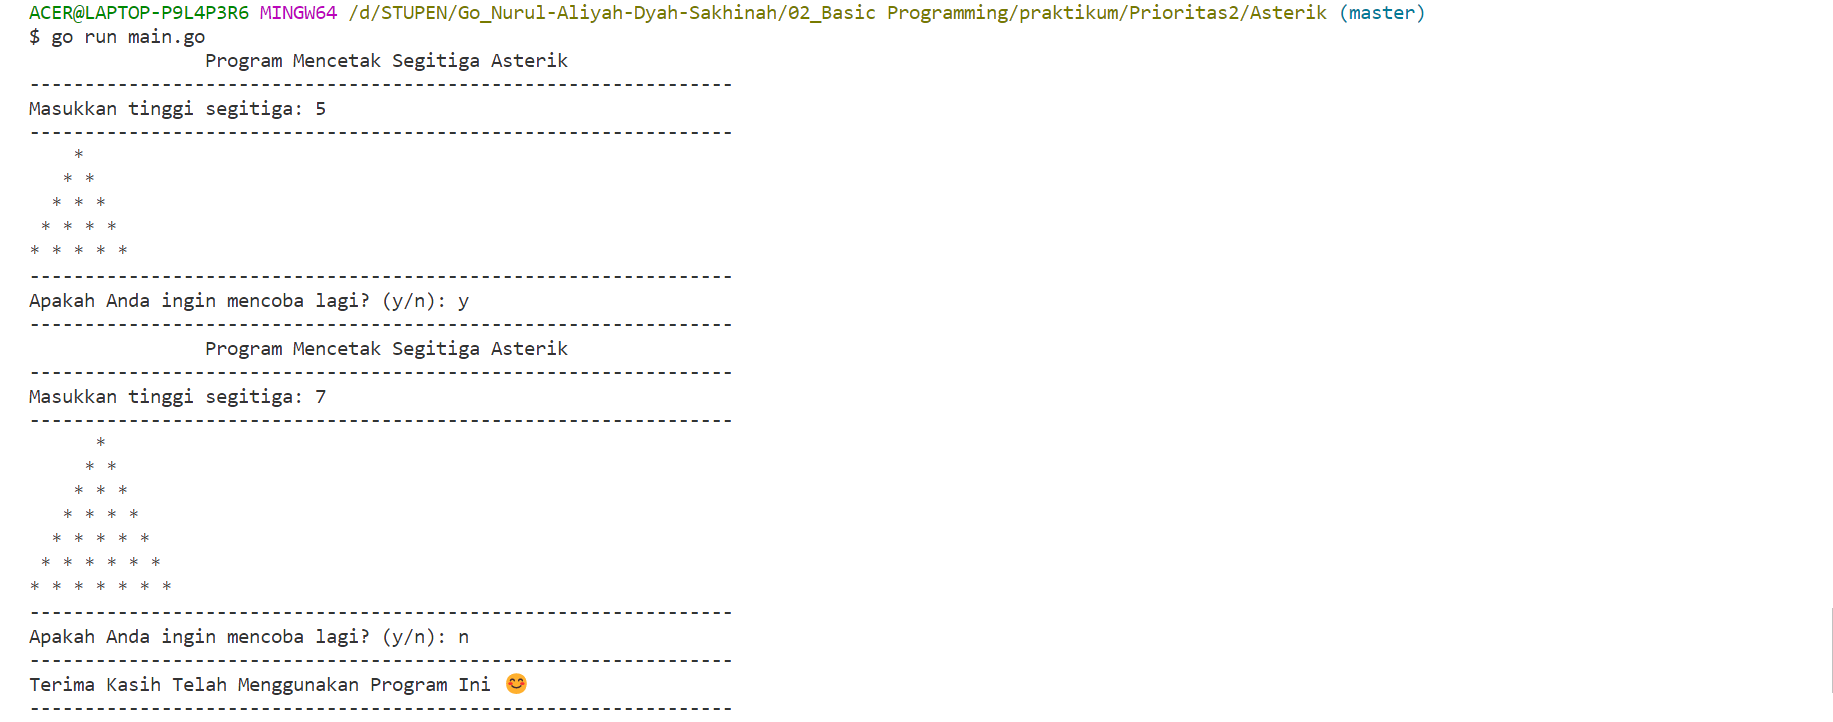 ACER@LAPTOP-P9L4P3R6 MINGW64 /d/STUPEN/Go_Nurul-Aliyah-Dyah-Sakhinah/02_Basic Programming/praktikum/Prioritas2/Asterik (master)
$ go run main.go
                Program Mencetak Segitiga Asterik
----------------------------------------------------------------
Masukkan tinggi segitiga: 5
----------------------------------------------------------------
    *
   * *
  * * *
 * * * *
* * * * *
----------------------------------------------------------------
Apakah Anda ingin mencoba lagi? (y/n): y
----------------------------------------------------------------
                Program Mencetak Segitiga Asterik
----------------------------------------------------------------
Masukkan tinggi segitiga: 7
----------------------------------------------------------------
      *
     * *
    * * *
   * * * *
  * * * * *
 * * * * * *
* * * * * * *
----------------------------------------------------------------
Apakah Anda ingin mencoba lagi? (y/n): n
----------------------------------------------------------------
Terima Kasih Telah Menggunakan Program Ini 😊
----------------------------------------------------------------